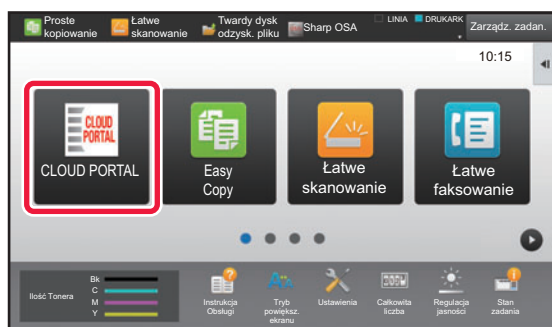 Proste
kopiowanie
Łatwe
skanowanie
Twardy dysk
odzysk. pliku
Sharp OSA
LINIA
DRUKARK
Zarządz. zadan.
10:15
CLOUD
PORTAL
CLOUD PORTAL
Easy
Copy
Łatwe
skanowanie
Łatwe
faksowanie
Ilość Tonera
Bk
C
M
Y
Instrukcja
Obsługi
Tryb
powiększ.
ekranu
Ustawienia
Całkowita
liczba
Regulacja
jasności
Stan
zadania